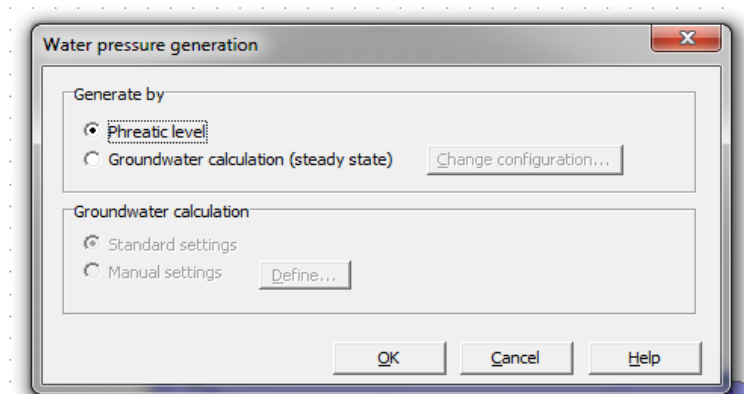 Water pressure generation
Generate by
Phreatic level
Groundwater calculation (steady state) Change configuration...
Groundwater calculation
Standard settings
Manual settings Define...
OK Cancel Help